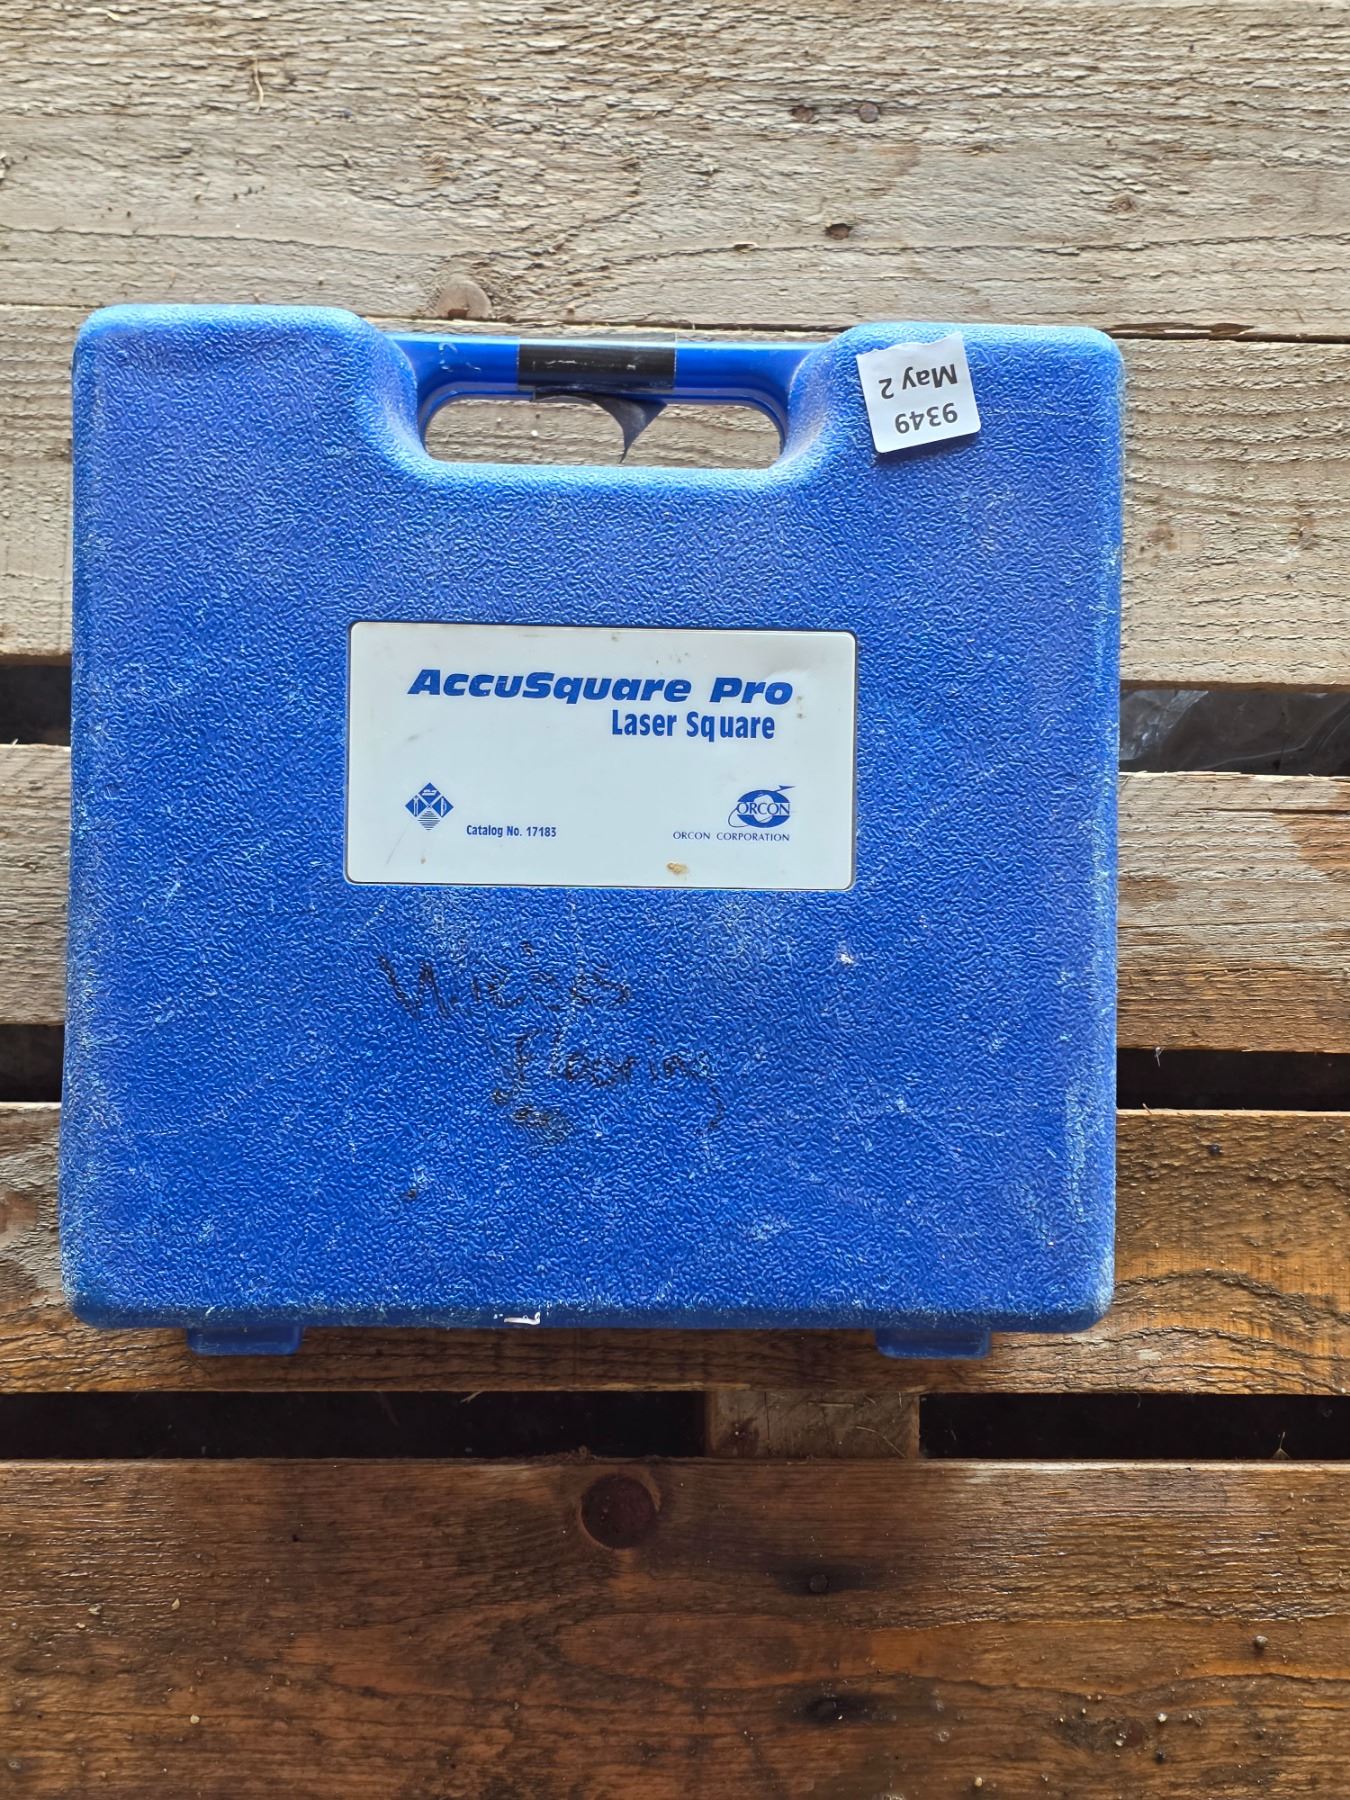 9349
May 2
AccuSquare Pro
Laser Square
Catalog No. 17183
ORCON
ORCON CORPORATION
Flooring